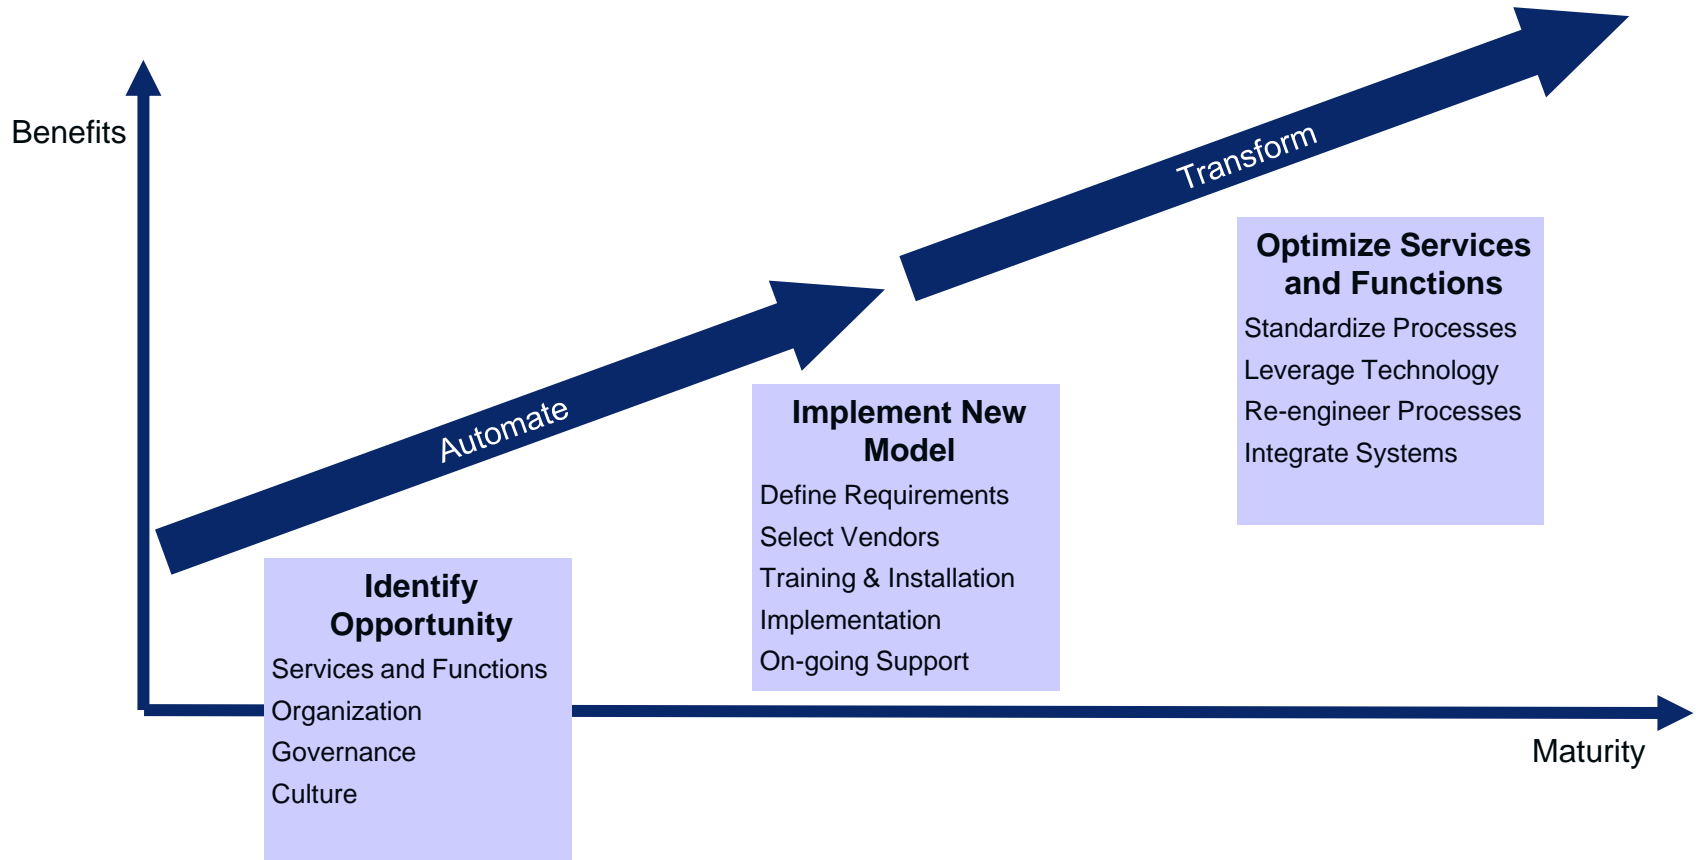 Benefits
Transform
Automate
Optimize Services
and Functions
Standardize Processes
Leverage Technology
Re-engineer Processes
Integrate Systems
Implement New
Model
Define Requirements
Select Vendors
Training & Installation
Implementation
On-going Support
Identify
Opportunity
Services and Functions
Organization
Governance
Culture
Maturity